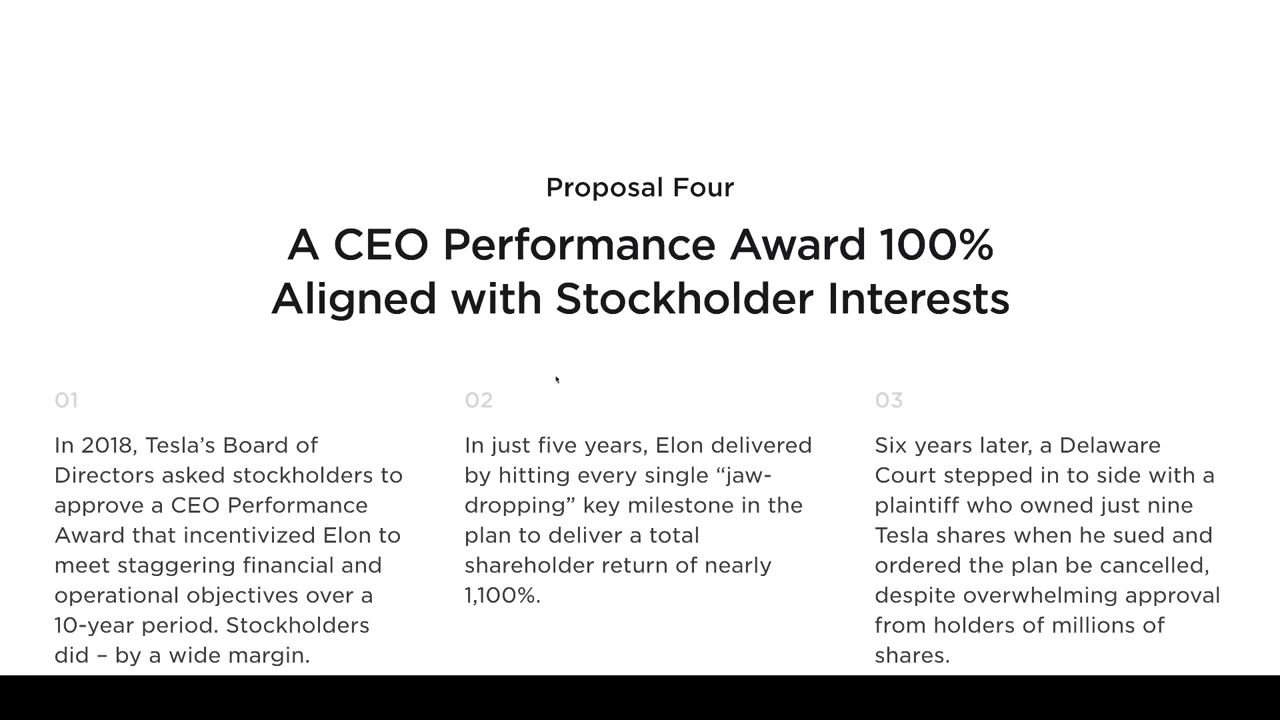 Proposal Four
A CEO Performance Award 100%
Aligned with Stockholder Interests
01
In 2018, Tesla’s Board of
Directors asked stockholders to
approve a CEO Performance
Award that incentivized Elon to
meet staggering financial and
operational objectives over a
10-year period. Stockholders
did – by a wide margin.
02
In just five years, Elon delivered
by hitting every single “jaw-
dropping” key milestone in the
plan to deliver a total
shareholder return of nearly
1,100%.
03
Six years later, a Delaware
Court stepped in to side with a
plaintiff who owned just nine
Tesla shares when he sued and
ordered the plan be cancelled,
despite overwhelming approval
from holders of millions of
shares.